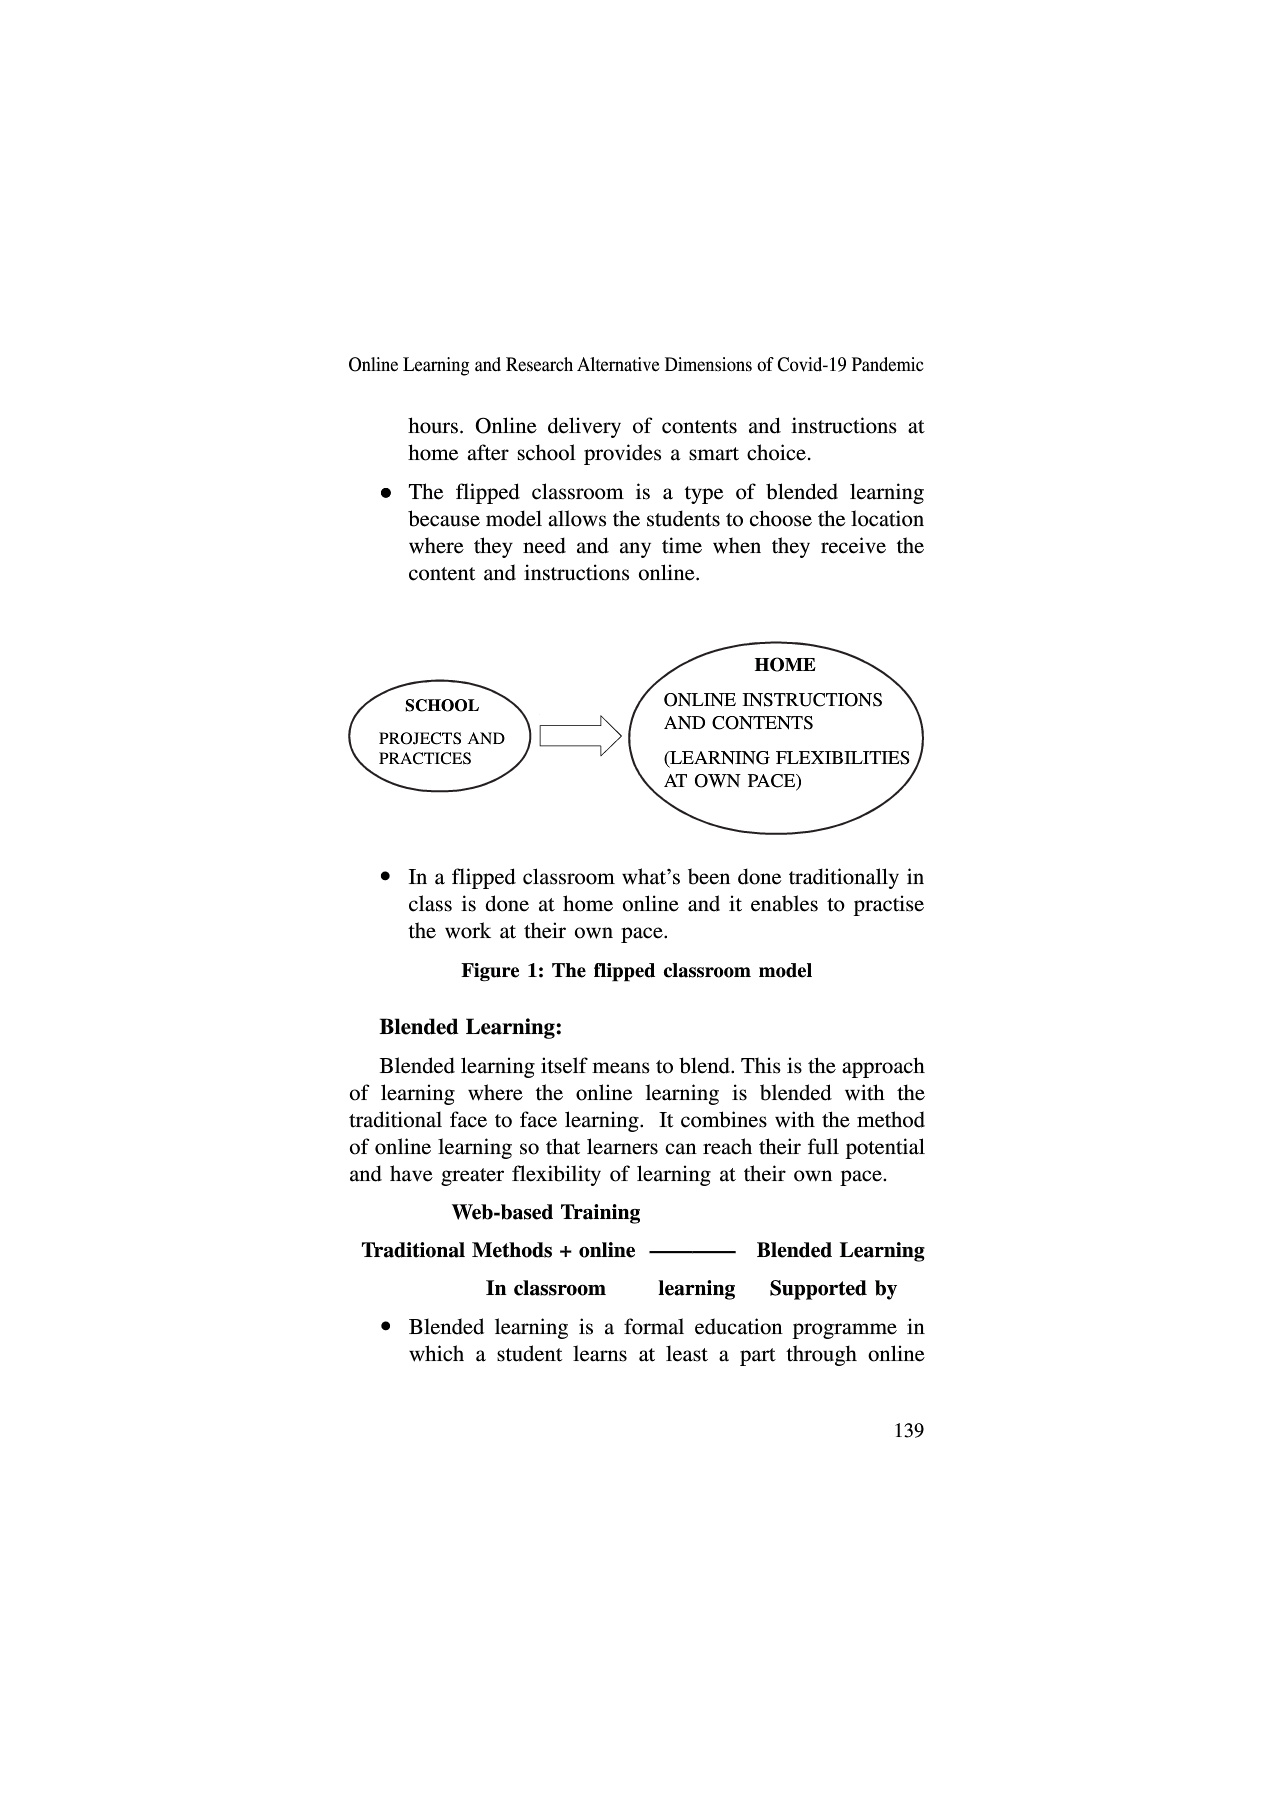 Online Learning and Research Alternative Dimensions of Covid-19 Pandemic
hours. Online delivery of contents and instructions at
home after school provides a smart choice.
● The flipped classroom is a type of blended learning
because model allows the students to choose the location
where they need and any time when they receive the
content and instructions online.
SCHOOL
PROJECTS AND
PRACTICES
HOME
ONLINE INSTRUCTIONS
AND CONTENTS
(LEARNING FLEXIBILITIES
AT OWN PACE)
• In a flipped classroom what's been done traditionally in
class is done at home online and it enables to practise
the work at their own pace.
Figure 1: The flipped classroom model
Blended Learning:
Blended learning itself means to blend. This is the approach
of learning where the online learning is blended with the
traditional face to face learning. It combines with the method
of online learning so that learners can reach their full potential
and have greater flexibility of learning at their own pace.
Web-based Training
Traditional Methods + online ———— Blended Learning
In classroom learning Supported by
• Blended learning is a formal education programme in
which a student learns at least a part through online
139